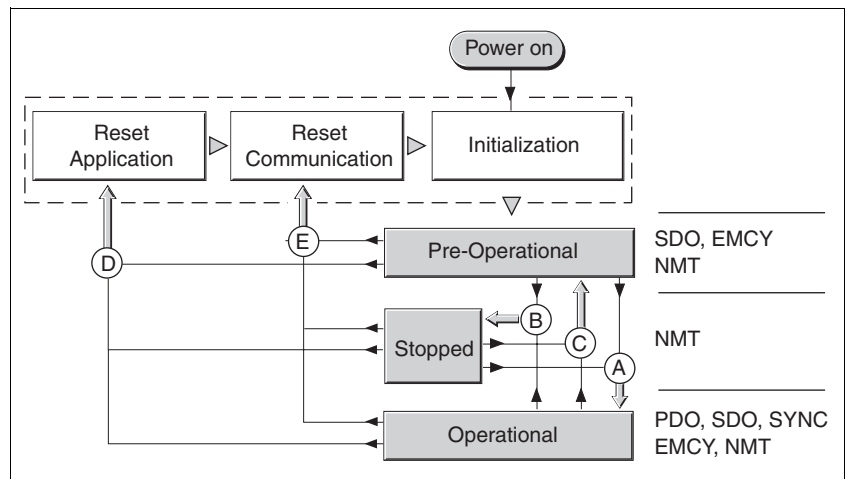 Power on
Reset
Application
Reset
Communication
Initialization
E
D
Pre-Operational
SDO, EMCY
NMT
B
C
Stopped
A
NMT
Operational
PDO, SDO, SYNC
EMCY, NMT